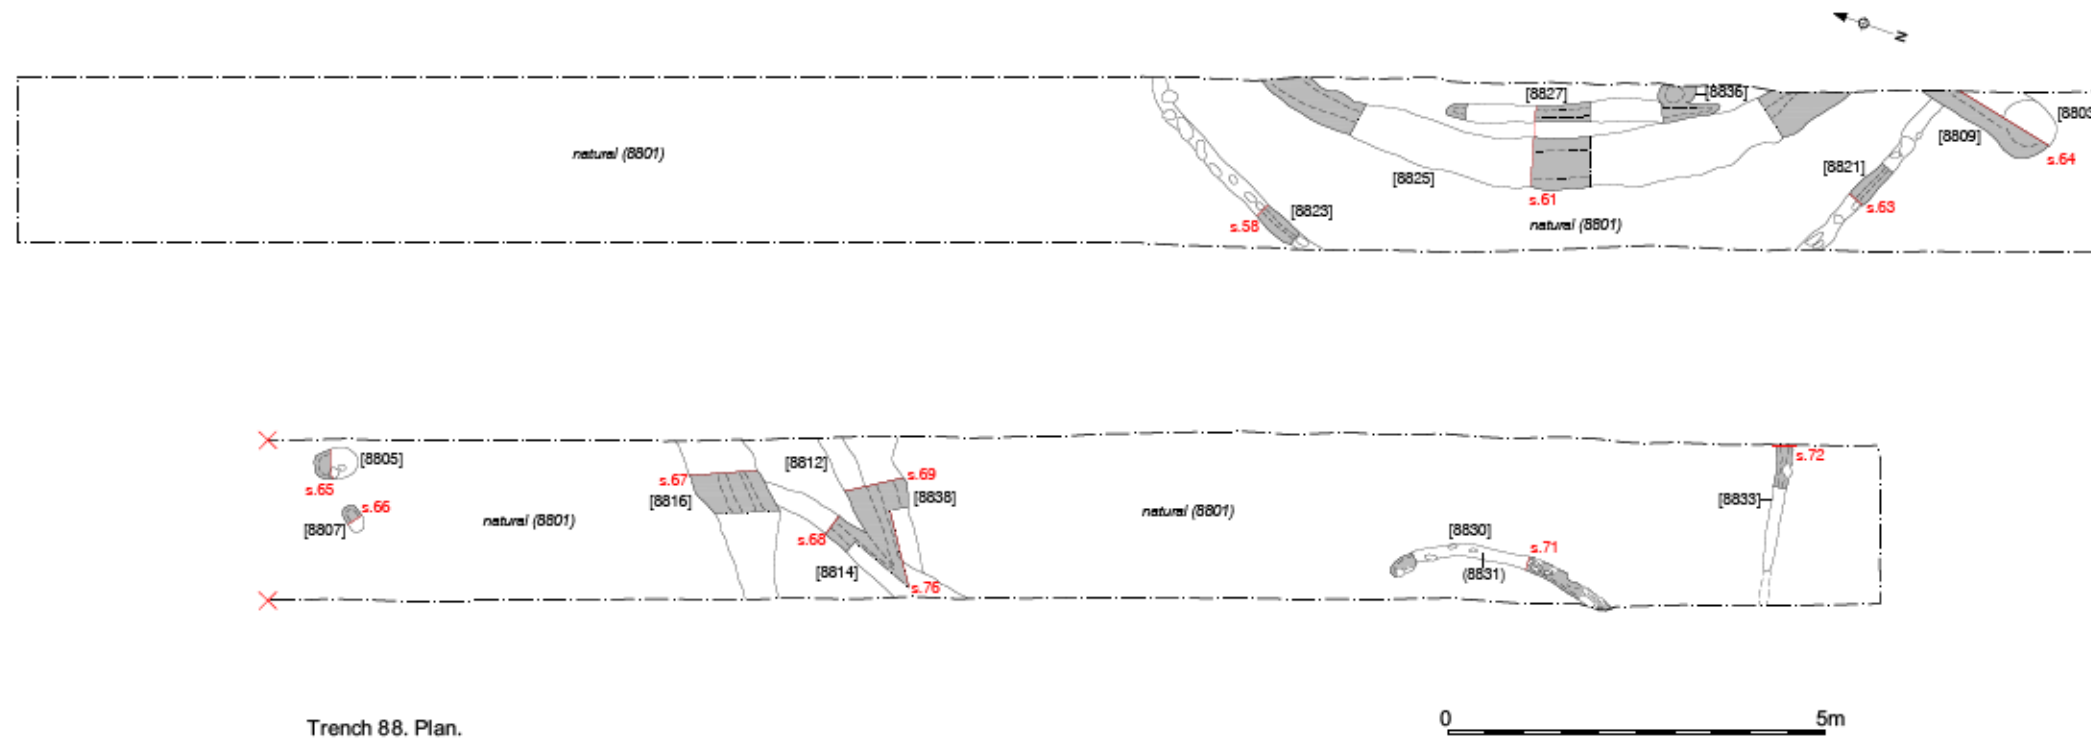 N
[8827]
[8836]
[8803
[8809]
natural (8801)
s.64
[8821]
[8825]
s.61
s.63
[8823]
s.58
natural (8801)
[8805]
[8812]
s.69
s.72
s.67
s.65
[8816]
[8838]
[8833]
s.66
natural (8801)
natural (8801)
[8807]
[8830]
s.68
s.71
[8814]
(8831)
s.76
Trench 88. Plan.
0 5m